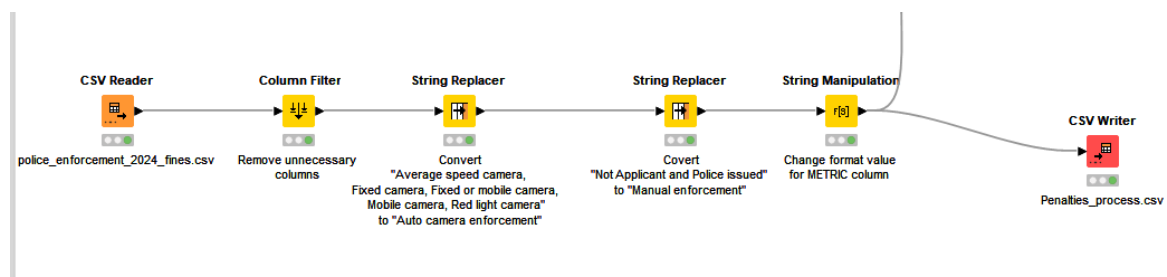 CSV Reader
Column Filter
String Replacer
String Replacer
String Manipulation
CSV Writer
f[s]
police_enforcement_2024_fines.csv
Remove unnecessary
columns
Convert
"Average speed camera,
Fixed camera, Fixed or mobile camera,
Mobile camera, Red light camera"
to "Auto camera enforcement"
Covert
"Not Applicant and Police issued"
to "Manual enforcement"
Change format value
for METRIC column
Penalties_process.csv